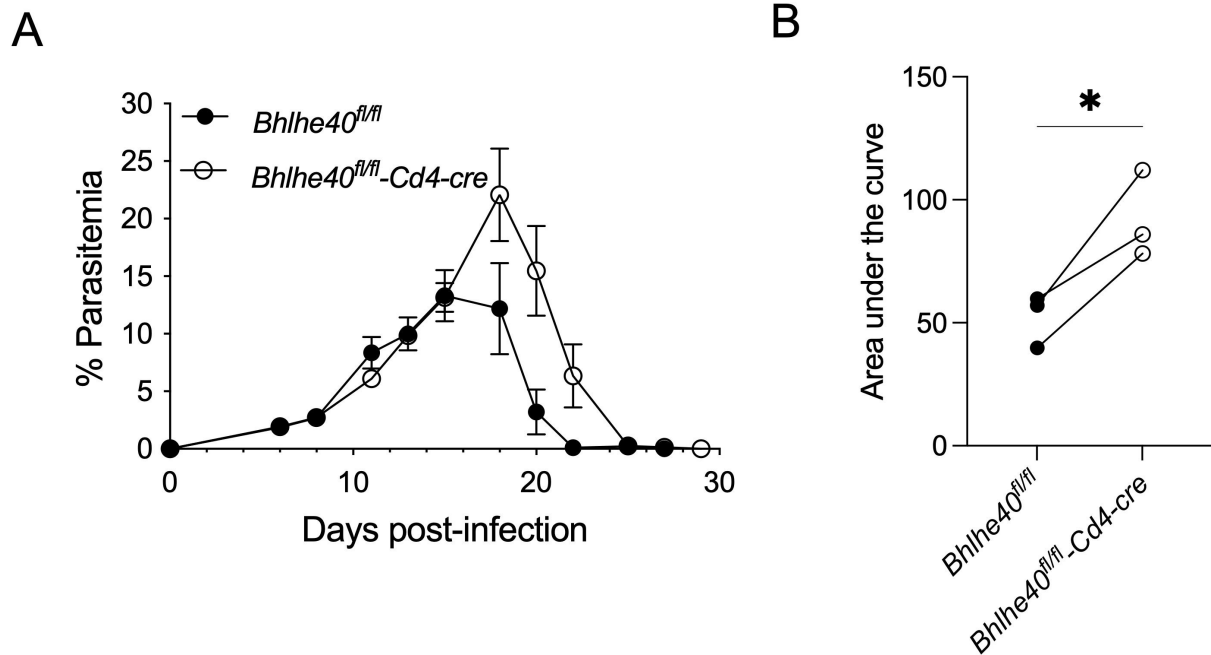 A
B
30
25
20
15
10
5
0
% Parasitemia
Bhlhe40fl/fl
Bhlhe40fl/fl-Cd4-cre
0
10
20
30
Days post-infection
150
100
50
0
Area under the curve
*
Bhlhe40fl/fl
Bhlhe40fl/fl-Cd4-cre